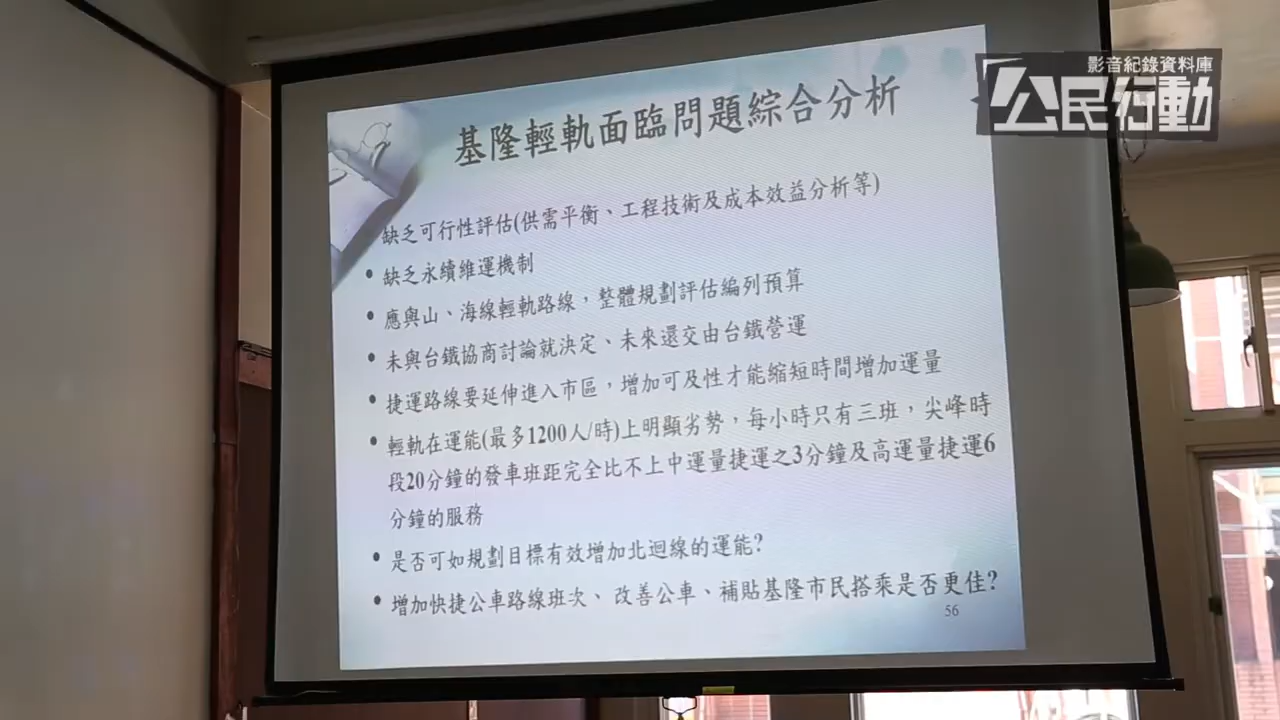 影音紀錄資料庫
公民行動
基隆輕軌面臨問題綜合分析
缺乏可行性評估(供需平衡、工程技術及成本效益分析等)
• 缺乏永續維運機制
• 應與山、海線輕軌路線，整體規劃評估編列預算
• 未與台鐵協商討論就決定、未來還交由台鐵營運
• 捷運路線要延伸進入市區，增加可及性才能縮短時間增加運量
• 輕軌在運能(最多1200人/時)上明顯劣勢，每小時只有三班，尖峰時
段20分鐘的發車班距完全比不上中運量捷運之3分鐘及高運量捷運6
分鐘的服務
• 是否可如規劃目標有效增加北迴線的運能?
• 增加快捷公車路線班次、改善公車、補貼基隆市民搭乘是否更佳?
56